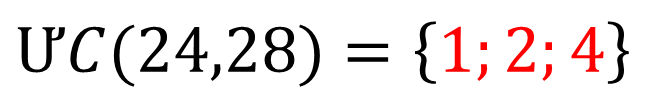 ƯC(24,28) = {1; 2; 4}